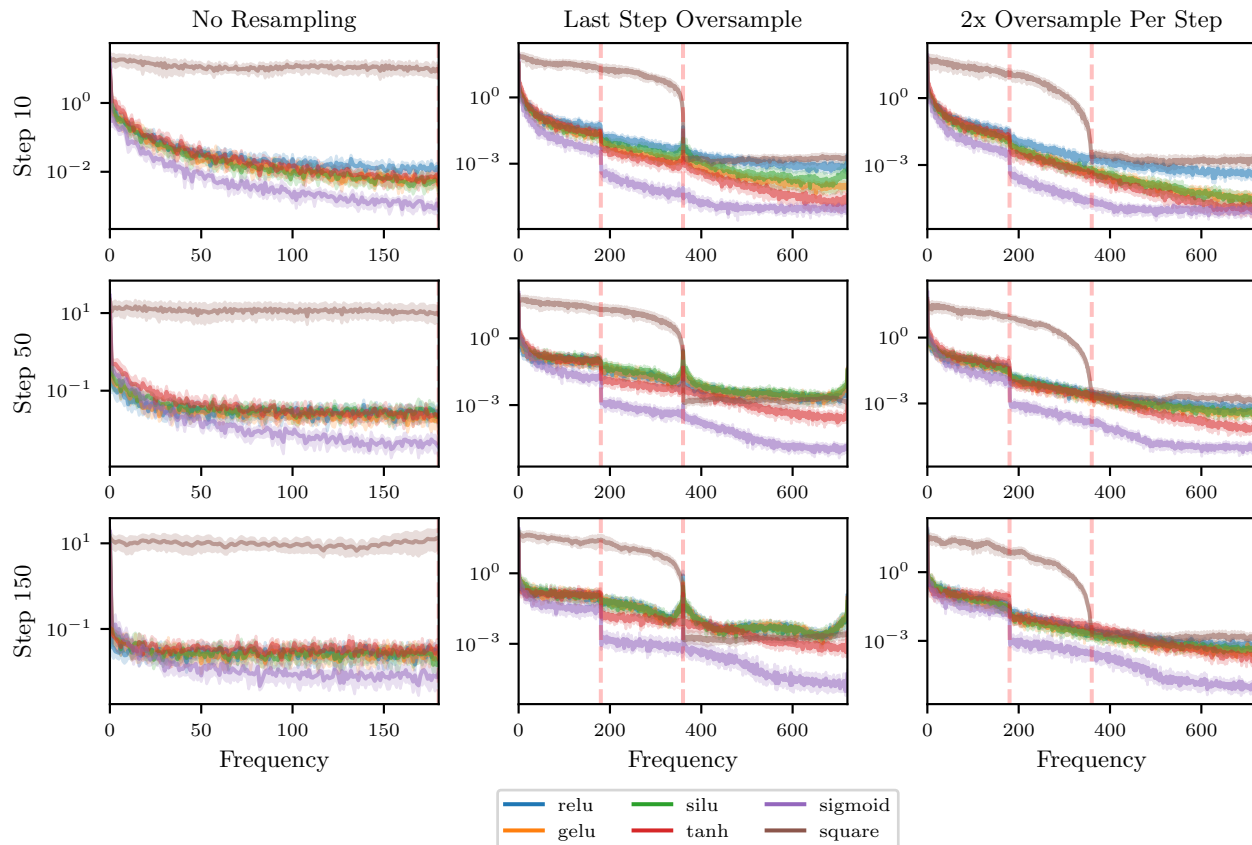 No Resampling Last Step Oversample 2x Oversample Per Step
Step 10
10^0
10^-2
0 50 100 150
10^0
10^-3
0 200 400 600
10^0
10^-3
0 200 400 600
Step 50
10^1
10^-1
0 50 100 150
10^0
10^-3
0 200 400 600
10^0
10^-3
0 200 400 600
Step 150
10^1
10^-1
0 50 100 150
10^0
10^-3
0 200 400 600
10^0
10^-3
0 200 400 600
Frequency Frequency Frequency
relu silu sigmoid
gelu tanh square